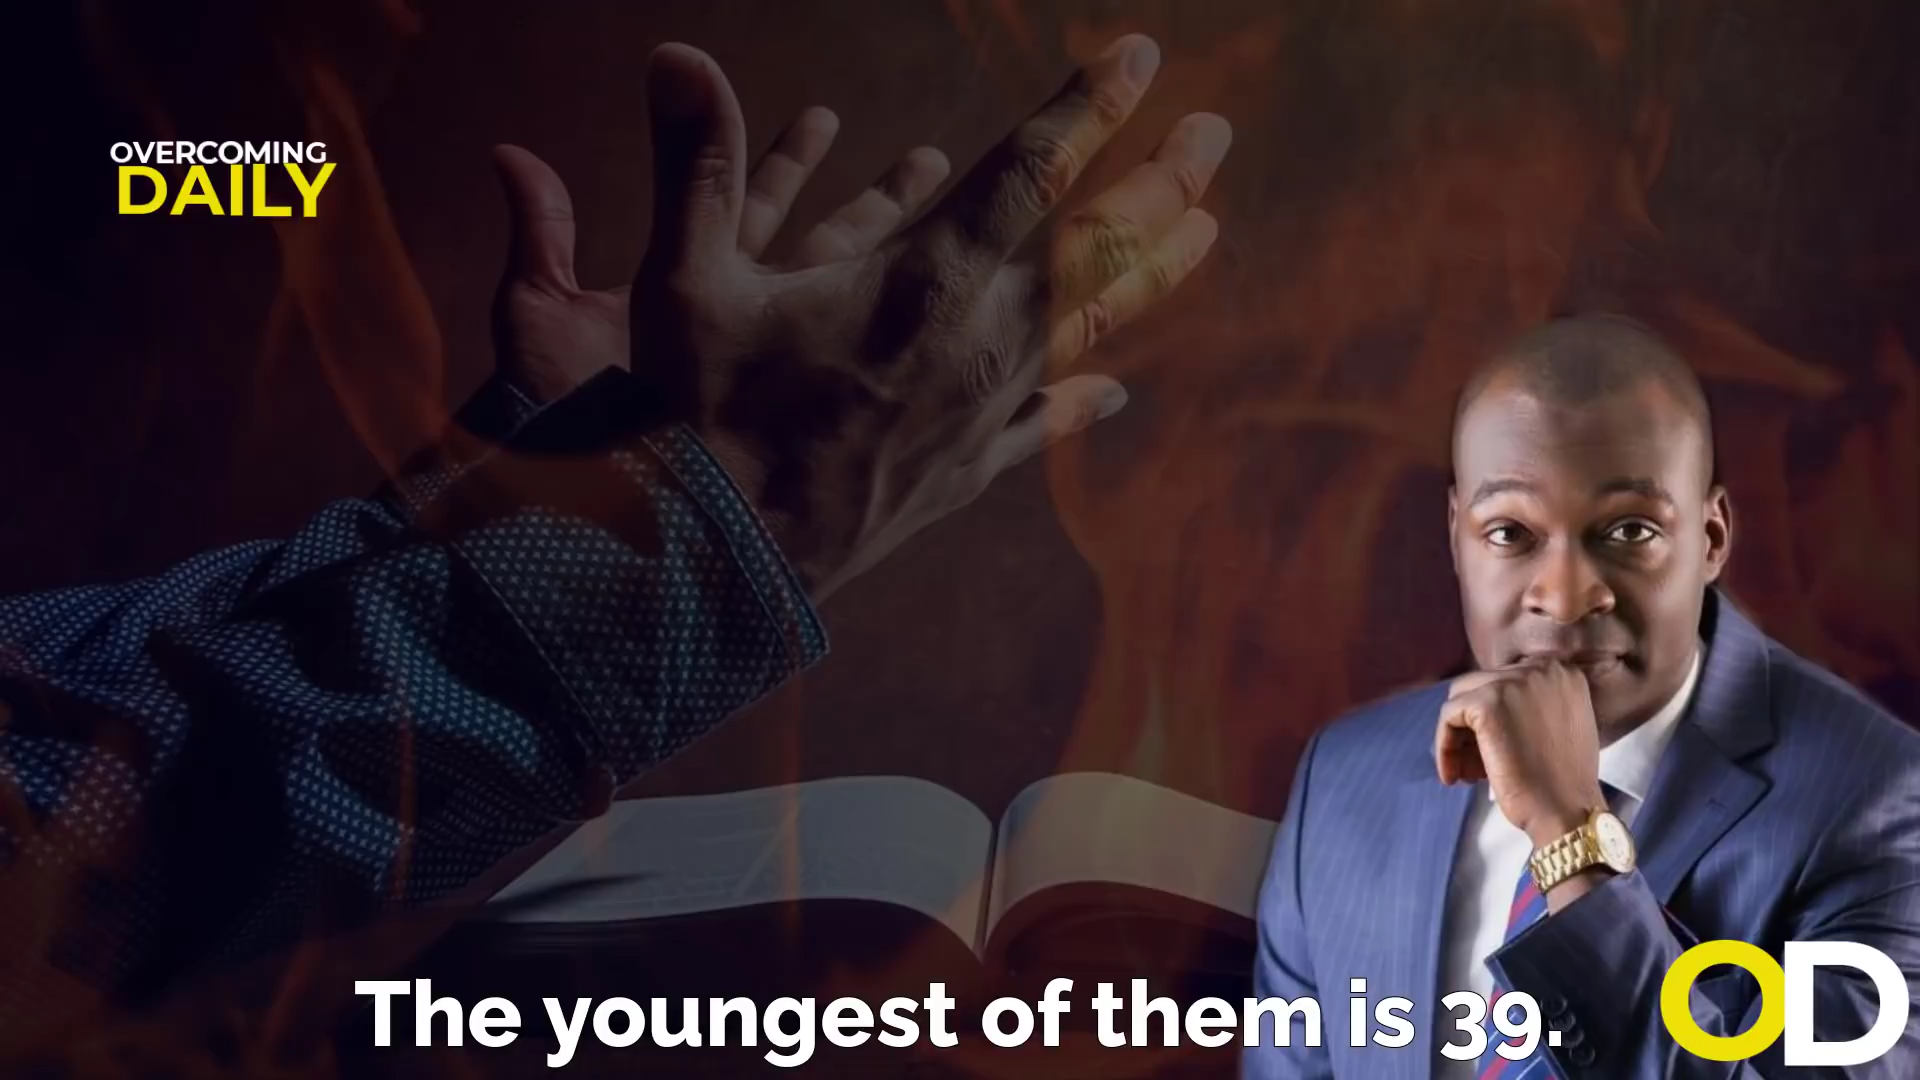 OVERCOMING
DAILY
The youngest of them is 39.
OD